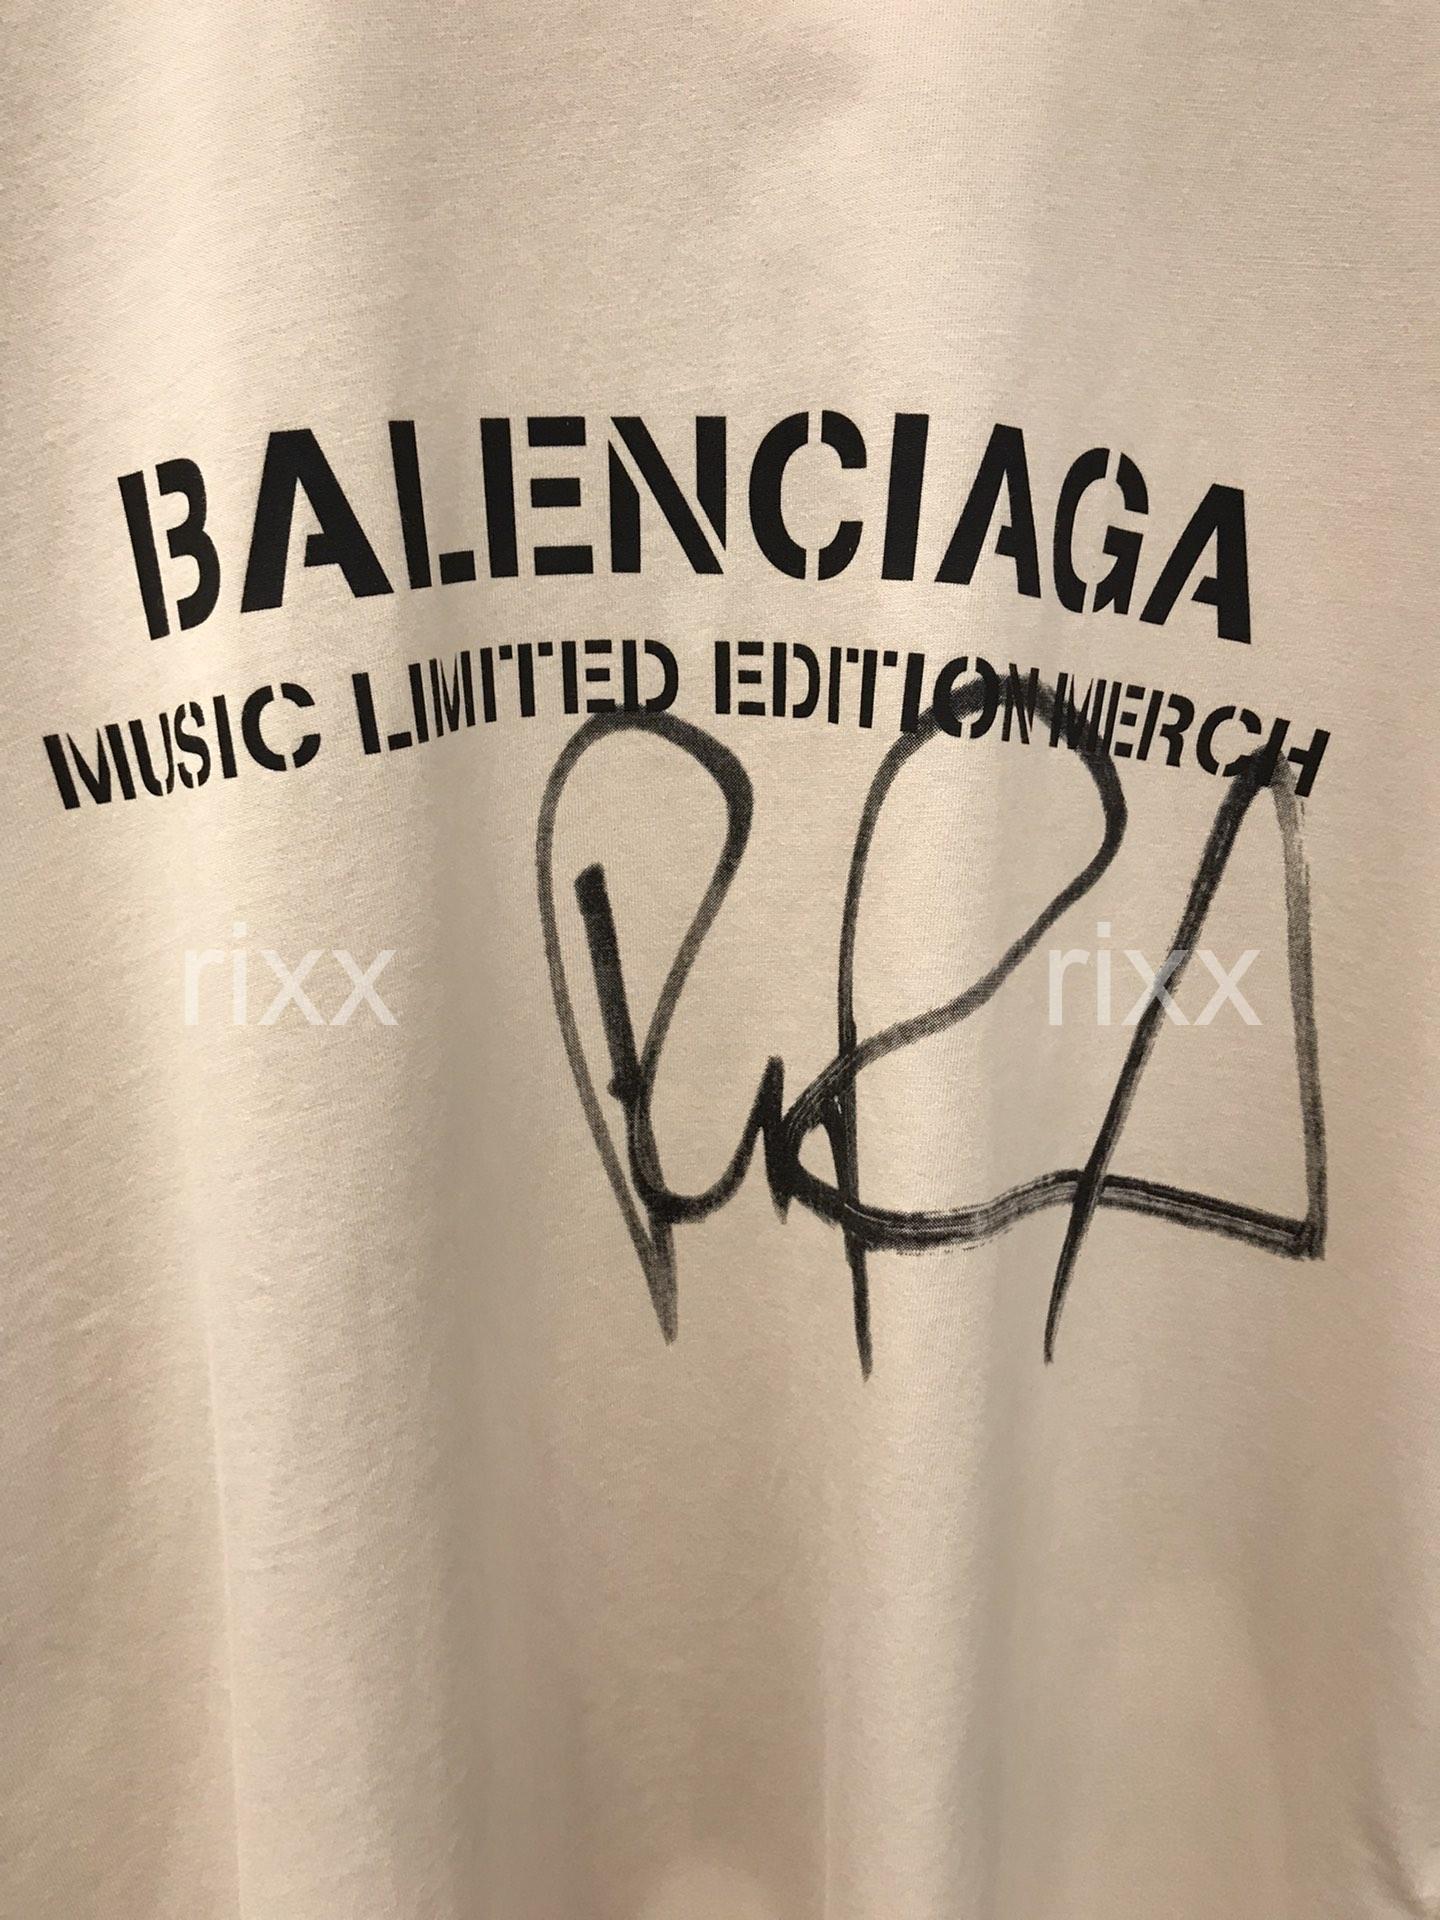 BALENCIAGA
MUSIC LIMITED EDITION MERCH
rixx rixx